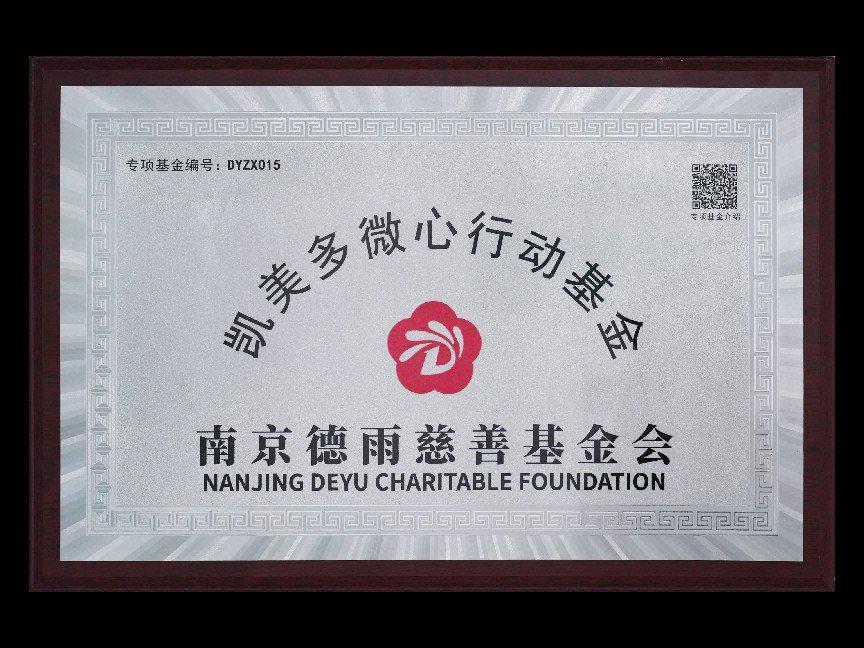 专项基金编号：DYZX015
专项基金介绍
凯美多微心行动基金
南京德雨慈善基金会
NANJING DEYU CHARITABLE FOUNDATION